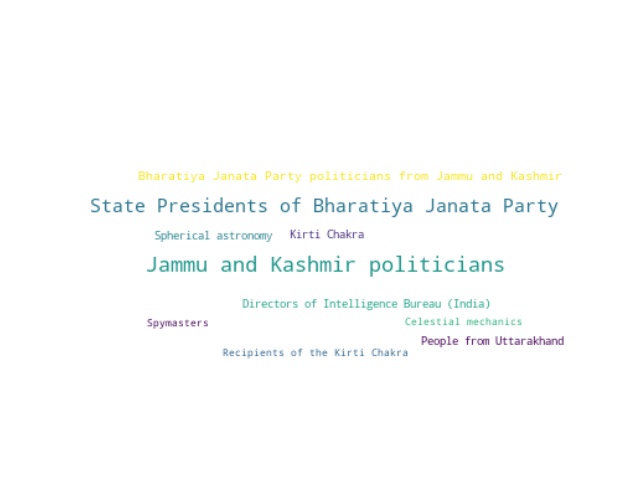 Bharatiya Janata Party politicians from Jammu and Kashmir
State Presidents of Bharatiya Janata Party
Spherical astronomy
Kirti Chakra
Jammu and Kashmir politicians
Directors of Intelligence Bureau (India)
Spymasters
Celestial mechanics
People from Uttarakhand
Recipients of the Kirti Chakra